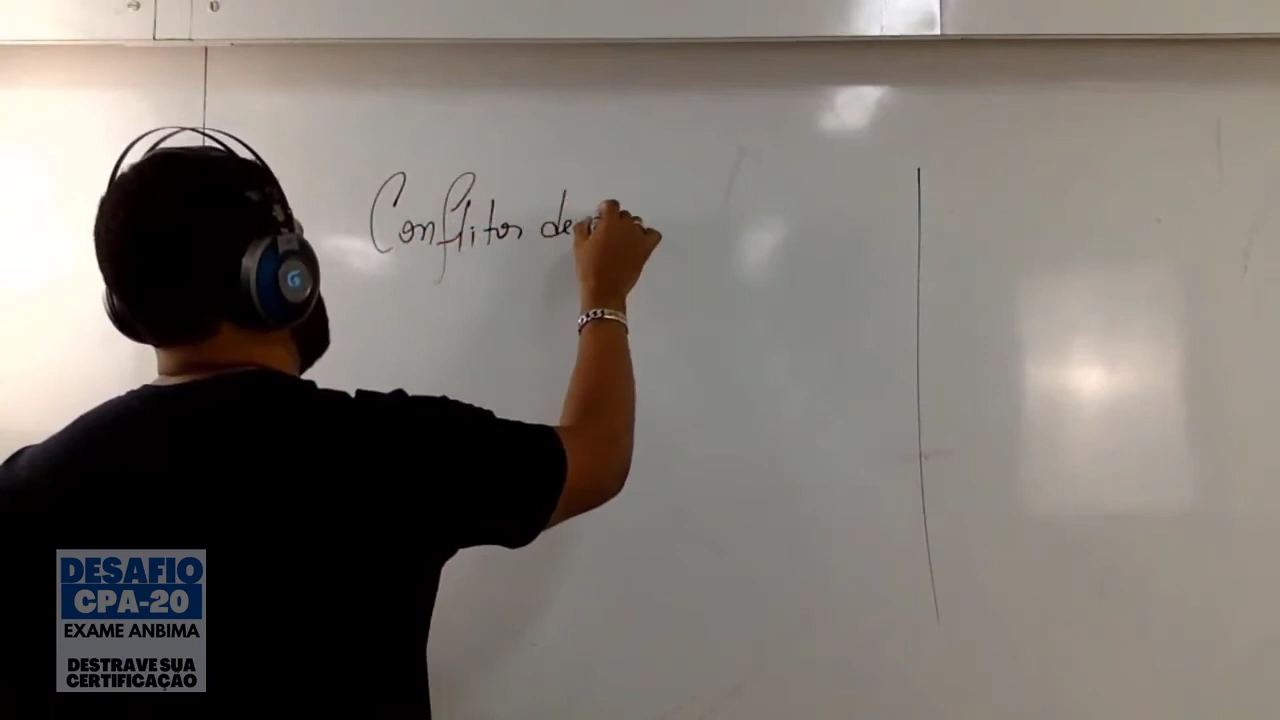 Conflitos de
DESAFIO
CPA-20
EXAME ANBIMA
DESTRAVE SUA
CERTIFICAÇÃO